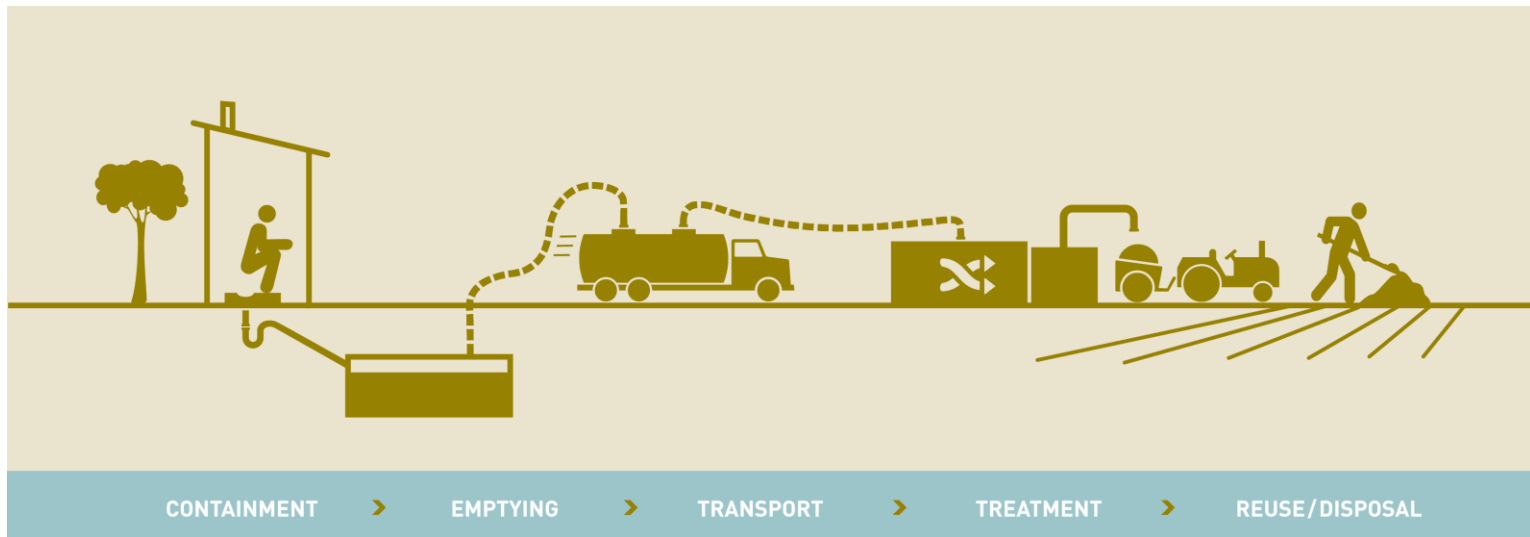 CONTAINMENT > EMPTYING > TRANSPORT > TREATMENT > REUSE/DISPOSAL